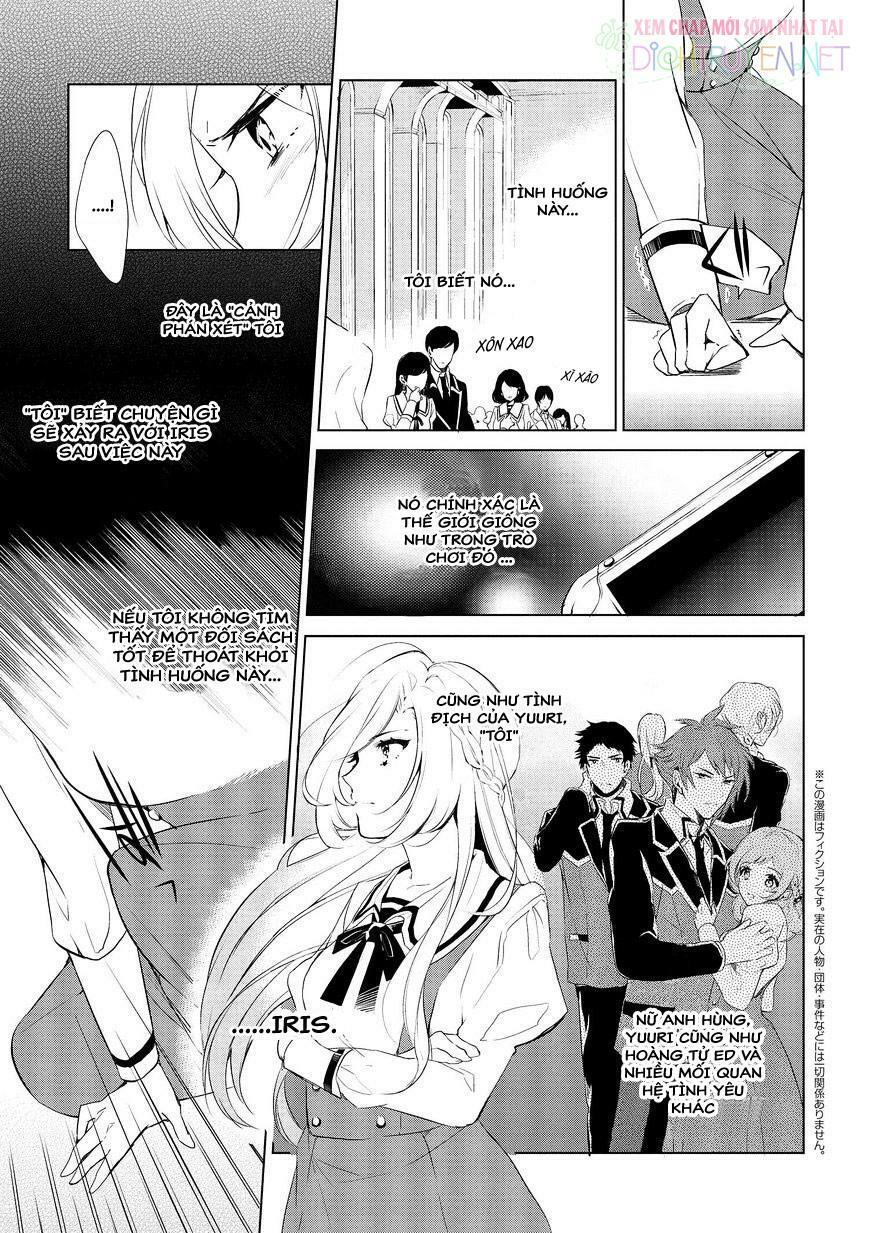 XEM CHAP MỚI SỚM NHẤT TẠI
DICHTRUYEN.NET
TÌNH HUỐNG
NÀY...
TÔI BIẾT NÓ...
XÔN XAO
XÌ XÀO
....!
NÓ CHÍNH XÁC LÀ
THẾ GIỚI GIỐNG
NHƯ TRONG TRÒ
CHƠI ĐÓ ...
NỮ ANH HÙNG,
YUURI CŨNG NHƯ
HOÀNG TỬ ED VÀ
NHIỀU MỐI QUAN
HỆ TÌNH YÊU
KHÁC
CŨNG NHƯ TÌNH
ĐỊCH CỦA YUURI,
"TÔI"
......IRIS.
ĐÂY LÀ "CẢNH
PHÁN XÉT" TÔI
"TÔI" BIẾT CHUYỆN GÌ
SẼ XẢY RA VỚI IRIS
SAU VIỆC NÀY
NẾU TÔI KHÔNG TÌM
THẤY MỘT ĐỐI SÁCH
TỐT ĐỂ THOÁT KHỎI
TÌNH HUỐNG NÀY...
※この漫画はフィクションです。実在の人物・団体・事件などには一切関係ありません。